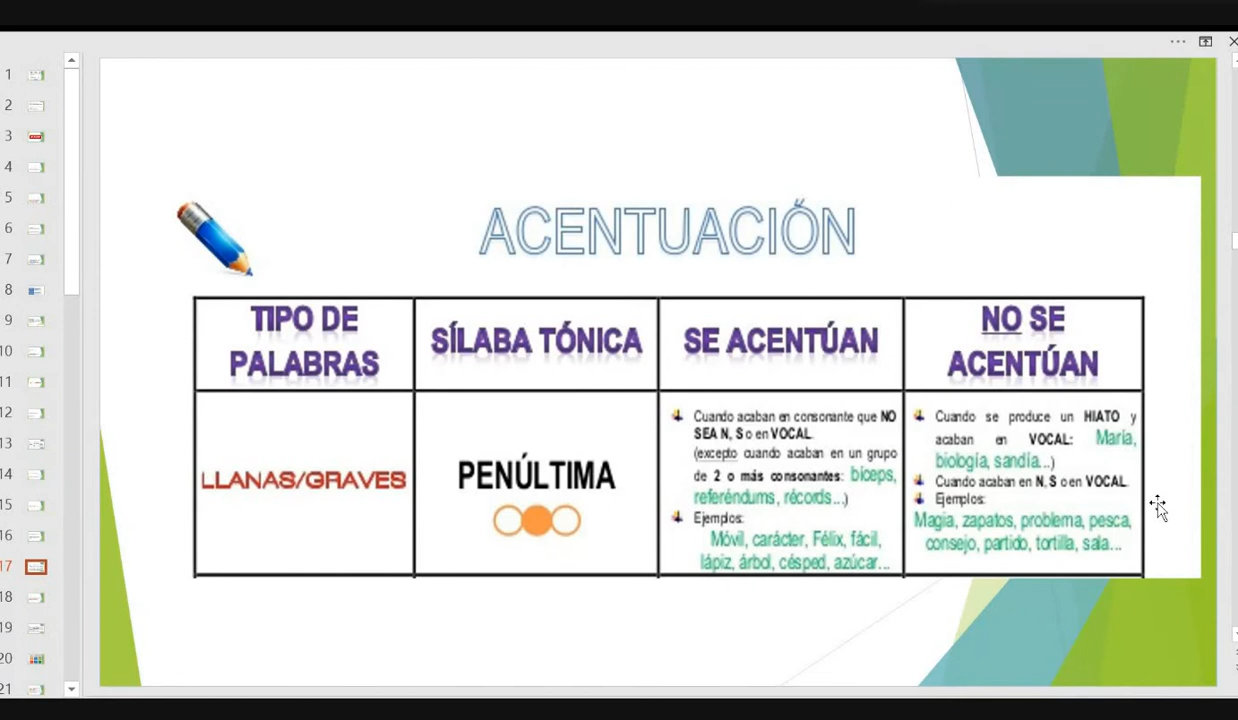 1
2
3
4
5
6
7
8
9
10
11
12
13
14
15
16
17
18
19
20
21
ACENTUACIÓN
TIPO DE
PALABRAS
SÍLABA TÓNICA
SE ACENTÚAN
NO SE
ACENTÚAN
LLANAS/GRAVES
PENÚLTIMA
Cuando acaban en consonante que NO
SEA N, S o en VOCAL.
(excepto cuando acaban en un grupo
de 2 o más consonantes: bíceps,
referéndums, récords...)
Ejemplos:
Móvil, carácter, Félix, fácil,
lápiz, árbol, césped, azúcar...
Cuando se produce un HIATO y
acaban en VOCAL: María,
biología, sandía...)
Cuando acaban en N, S o en VOCAL.
Ejemplos:
Magia, zapatos, problema, pesca,
consejo, partido, tortilla, sala...